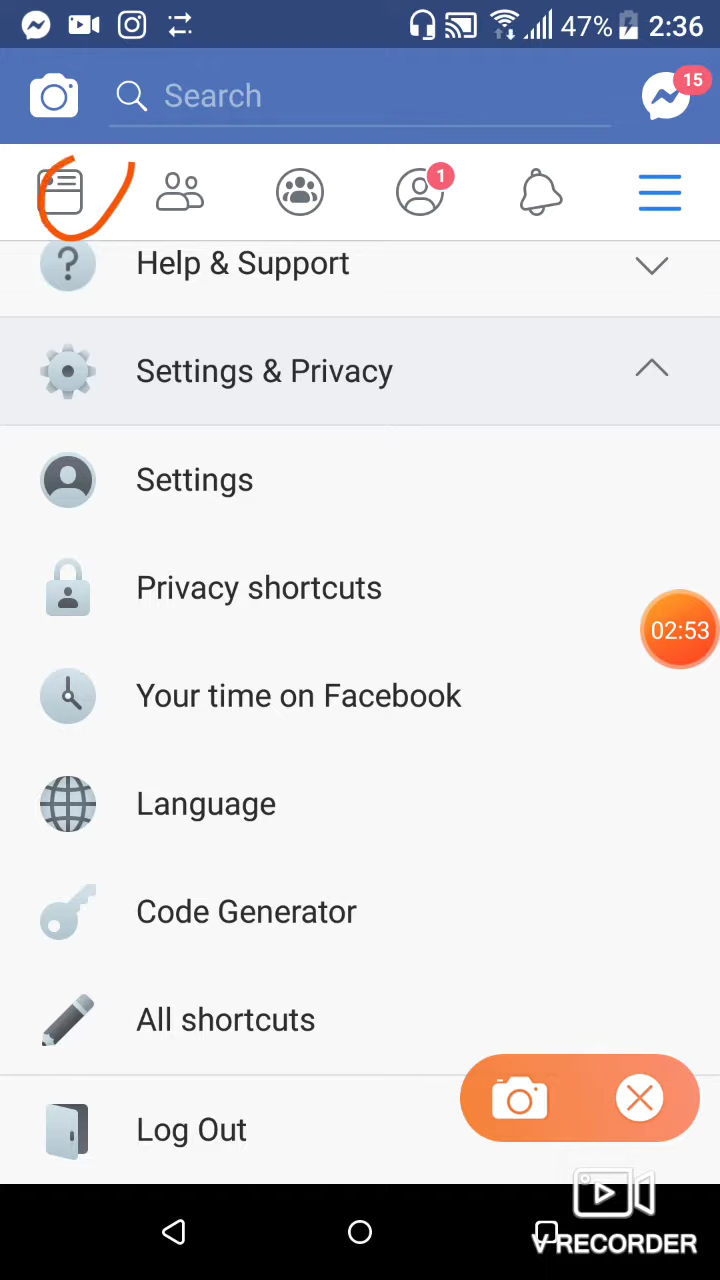 47% 2:36
Search
15
1
Help & Support
Settings & Privacy
Settings
Privacy shortcuts
02:53
Your time on Facebook
Language
Code Generator
All shortcuts
Log Out
V RECORDER